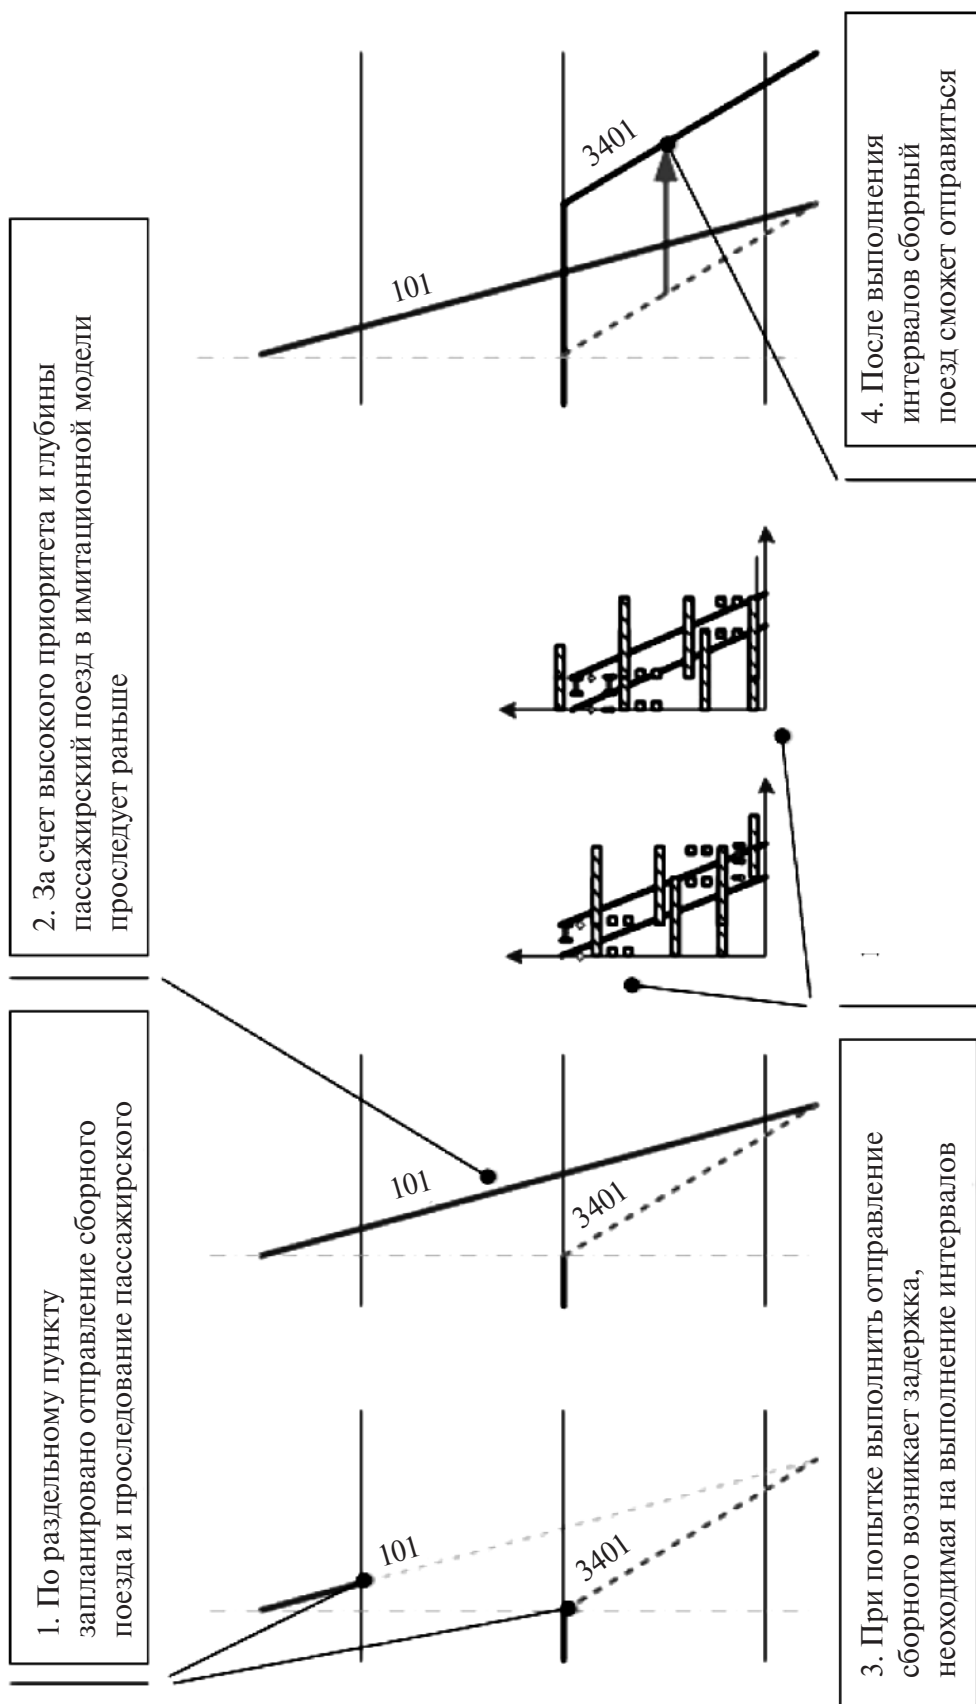 1. По раздельному пункту
запланировано отправление сборного
поезда и проследование пассажирского
2. За счет высокого приоритета и глубины
пассажирский поезд в имитационной модели
проследует раньше
101
3401
101
3401
101
3401
3. При попытке выполнить отправление
сборного возникает задержка,
неоходимая на выполнение интервалов
4. После выполнения
интервалов сборный
поезд сможет отправиться